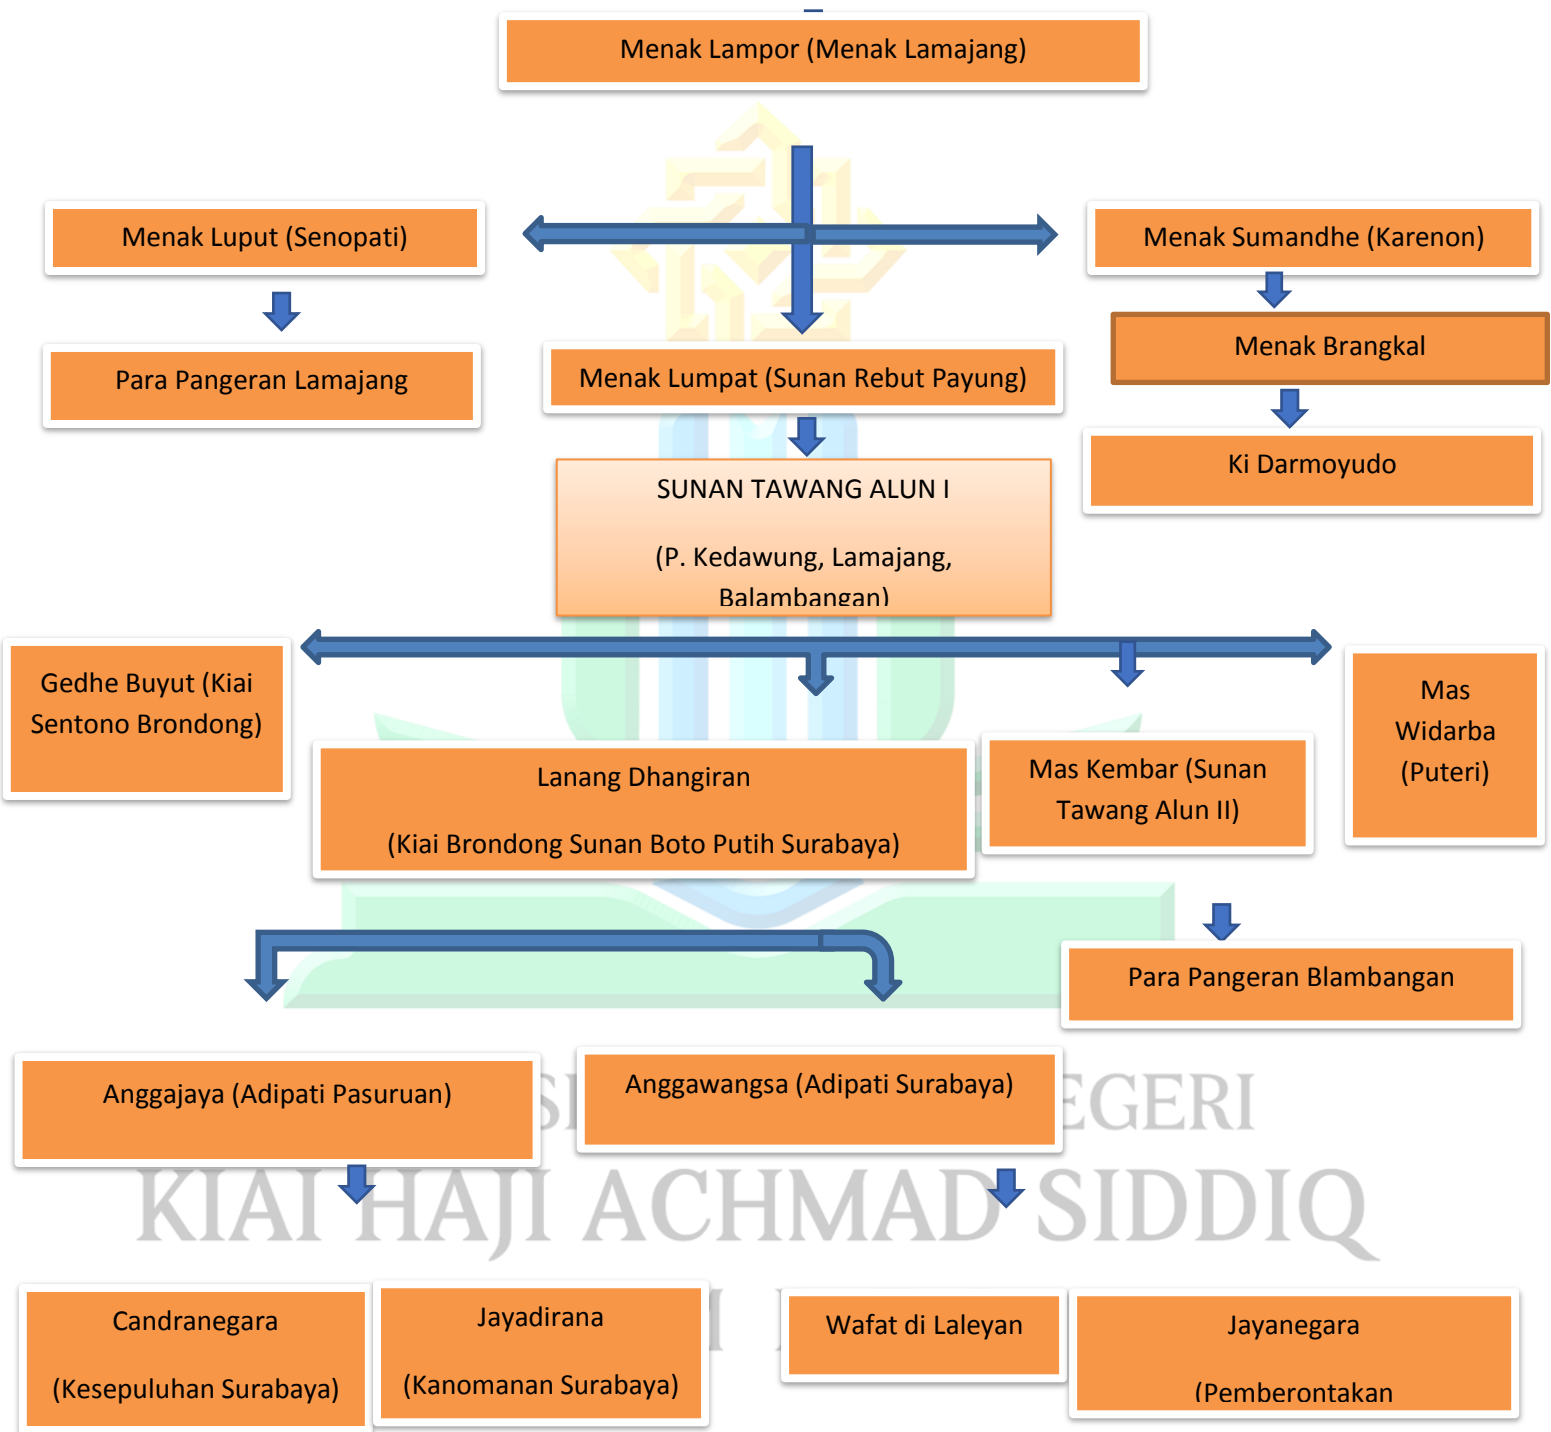 Menak Lampor (Menak Lamajang)
Menak Luput (Senopati)
Menak Sumandhe (Karenon)
Para Pangeran Lamajang
Menak Lumpat (Sunan Rebut Payung)
Menak Brangkal
Ki Darmoyudo
SUNAN TAWANG ALUN I
(P. Kedawung, Lamajang,
Balambangan)
Gedhe Buyut (Kiai
Sentono Brondong)
Lanang Dhangiran
(Kiai Brondong Sunan Boto Putih Surabaya)
Mas Kembar (Sunan
Tawang Alun II)
Mas
Widarba
(Puteri)
Para Pangeran Blambangan
Anggajaya (Adipati Pasuruan)
Anggawangsa (Adipati Surabaya)
EGERI
KIAI HAJI ACHMAD SIDDIQ
Candranegara
(Kesepuluhan Surabaya)
Jayadirana
(Kanomanan Surabaya)
Wafat di Laleyan
Jayanegara
(Pemberontakan